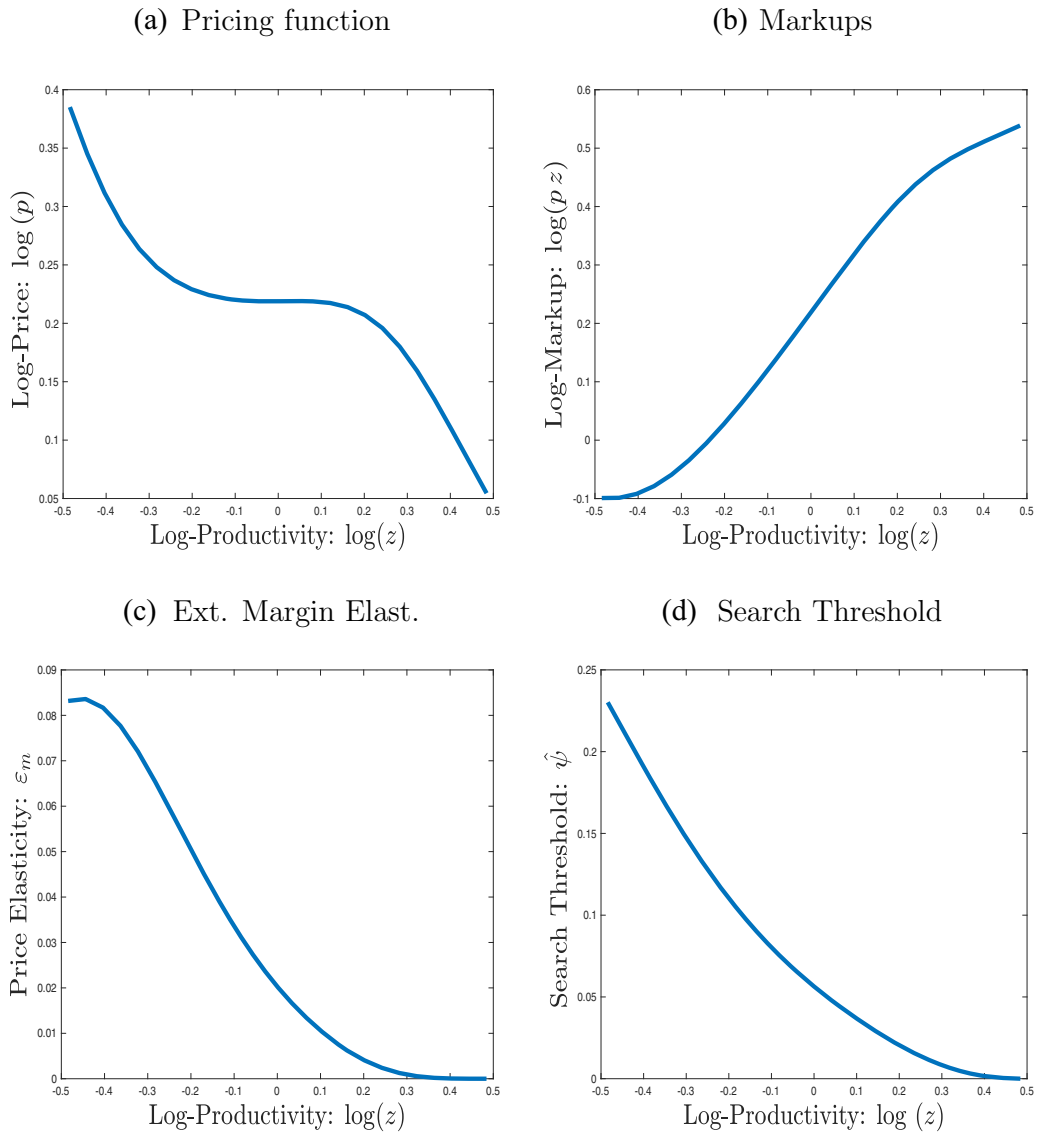 (a) Pricing function
0.4
0.35
0.3
0.25
0.2
0.15
0.1
0.05
Log-Price: log (p)
-0.5 -0.4 -0.3 -0.2 -0.1 0 0.1 0.2 0.3 0.4 0.5
Log-Productivity: log(z)
(b) Markups
0.6
0.5
0.4
0.3
0.2
0.1
0
-0.1
Log-Markup: log(p z)
-0.5 -0.4 -0.3 -0.2 -0.1 0 0.1 0.2 0.3 0.4 0.5
Log-Productivity: log(z)
(c) Ext. Margin Elast.
0.09
0.08
0.07
0.06
0.05
0.04
0.03
0.02
0.01
0
Price Elasticity: εm
-0.5 -0.4 -0.3 -0.2 -0.1 0 0.1 0.2 0.3 0.4 0.5
Log-Productivity: log(z)
(d) Search Threshold
0.25
0.2
0.15
0.1
0.05
0
Search Threshold: ψ̂
-0.5 -0.4 -0.3 -0.2 -0.1 0 0.1 0.2 0.3 0.4 0.5
Log-Productivity: log (z)